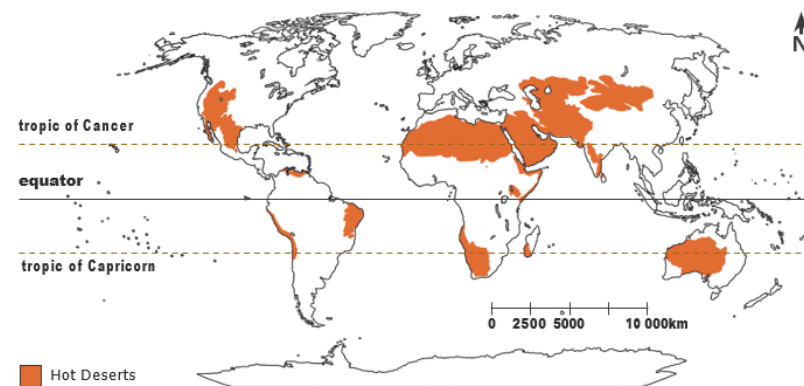 N
tropic of Cancer
equator
tropic of Capricorn
0 2500 5000 10 000km
Hot Deserts